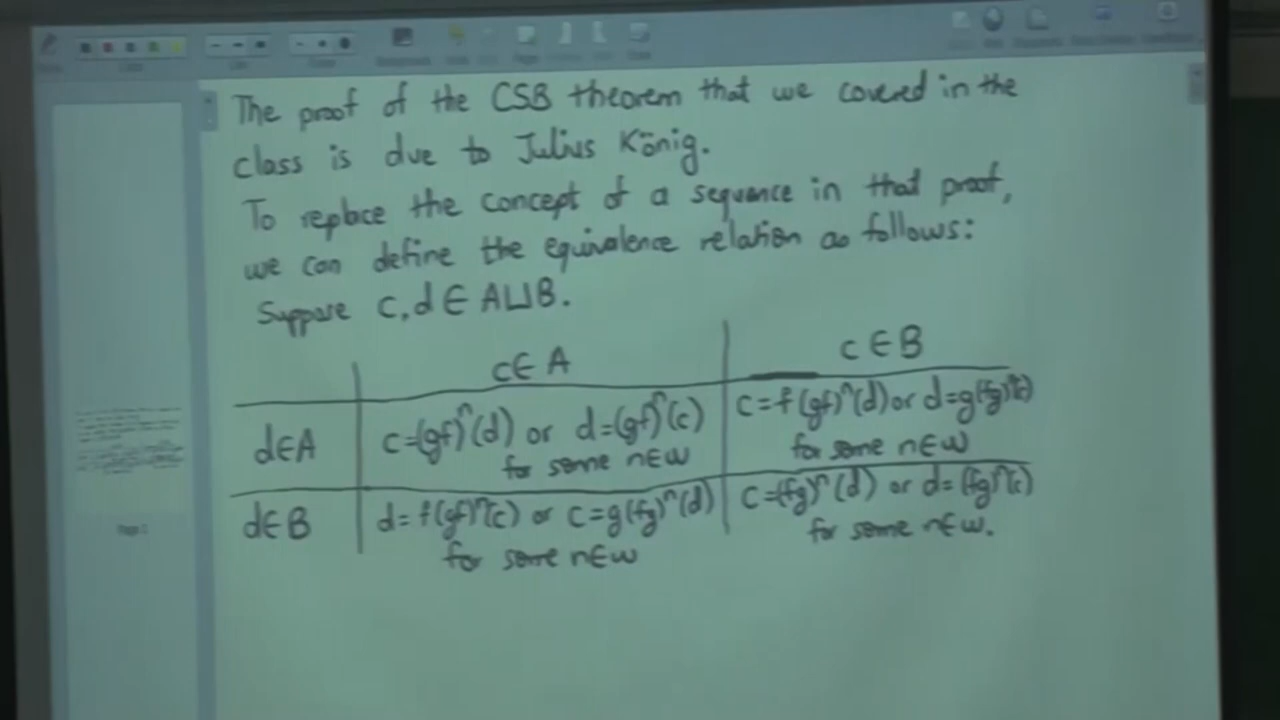 The proof of the CSB theorem that we covered in the
class is due to Julius König.
To replace the concept of a sequence in that proof,
we can define the equivalence relation as follows:
Suppose c,d ∈ A⊔B.
c∈A
c∈B
d∈A
c=(gf)ⁿ(d) or d=(gf)ⁿ(c)
for some n∈ω
c=f(gf)ⁿ(d) or d=g(fg)ⁿ(c)
for some n∈ω
d∈B
d=f(gf)ⁿ(c) or c=g(fg)ⁿ(d)
for some n∈ω
c=(fg)ⁿ(d) or d=(fg)ⁿ(c)
for some n∈ω.